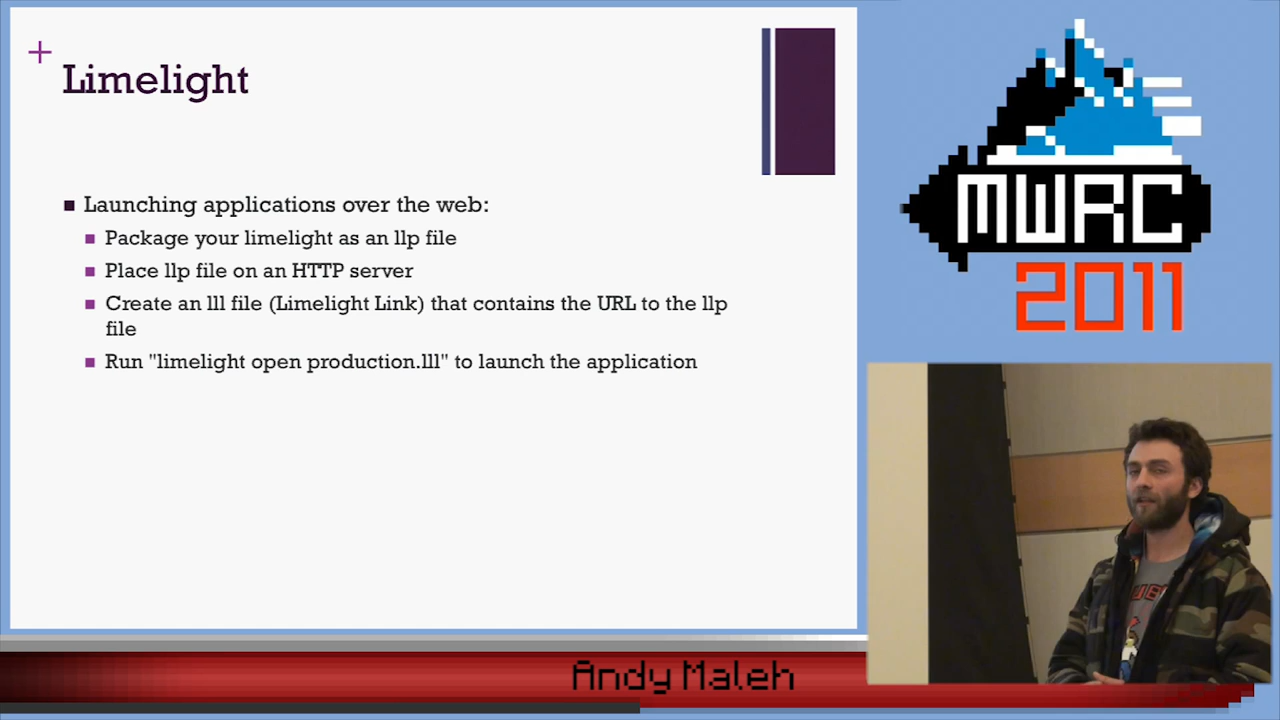 +
Limelight
Launching applications over the web:
Package your limelight as an llp file
Place llp file on an HTTP server
Create an lll file (Limelight Link) that contains the URL to the llp
file
Run "limelight open production.lll" to launch the application
MWRC
2011
Andy Maleh